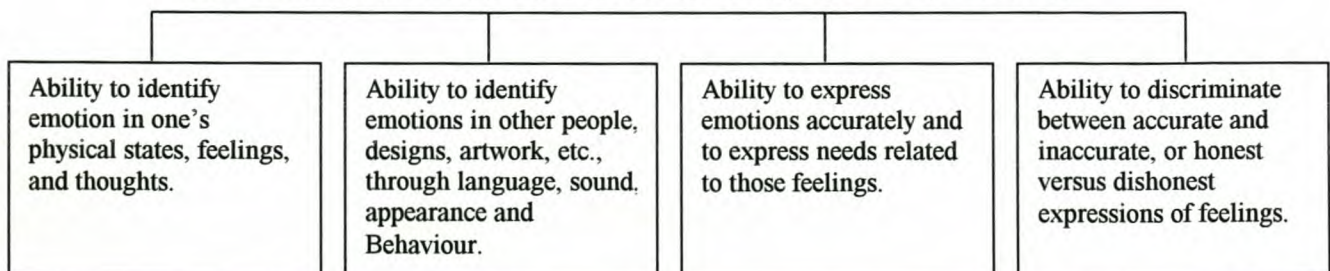 Ability to identify
emotion in one's
physical states, feelings,
and thoughts.
Ability to identify
emotions in other people,
designs, artwork, etc.,
through language, sound,
appearance and
Behaviour.
Ability to express
emotions accurately and
to express needs related
to those feelings.
Ability to discriminate
between accurate and
inaccurate, or honest
versus dishonest
expressions of feelings.